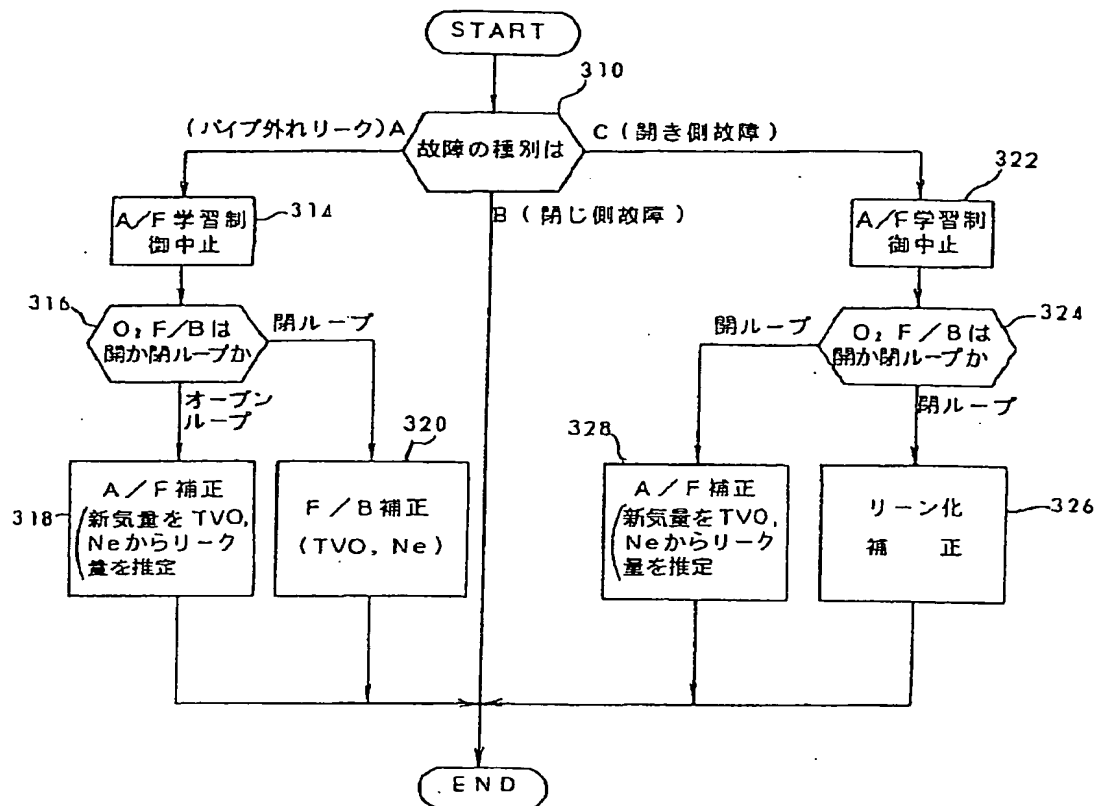 START
310
(パイプ外れリーク)A
C(開き側故障)
故障の種別は
322
A/F学習制
御中止
314
B(閉じ側故障)
A/F学習制
御中止
316
O₂ F/Bは
開か閉ループか
閉ループ
324
開ループ
O₂ F/Bは
開か閉ループか
オープン
ループ
閉ループ
320
328
318
A/F補正
新気量をTVO,
Neからリーク
量を推定
F/B補正
(TVO, Ne)
A/F補正
新気量をTVO,
Neからリーク
量を推定
リーン化
補 正
326
END